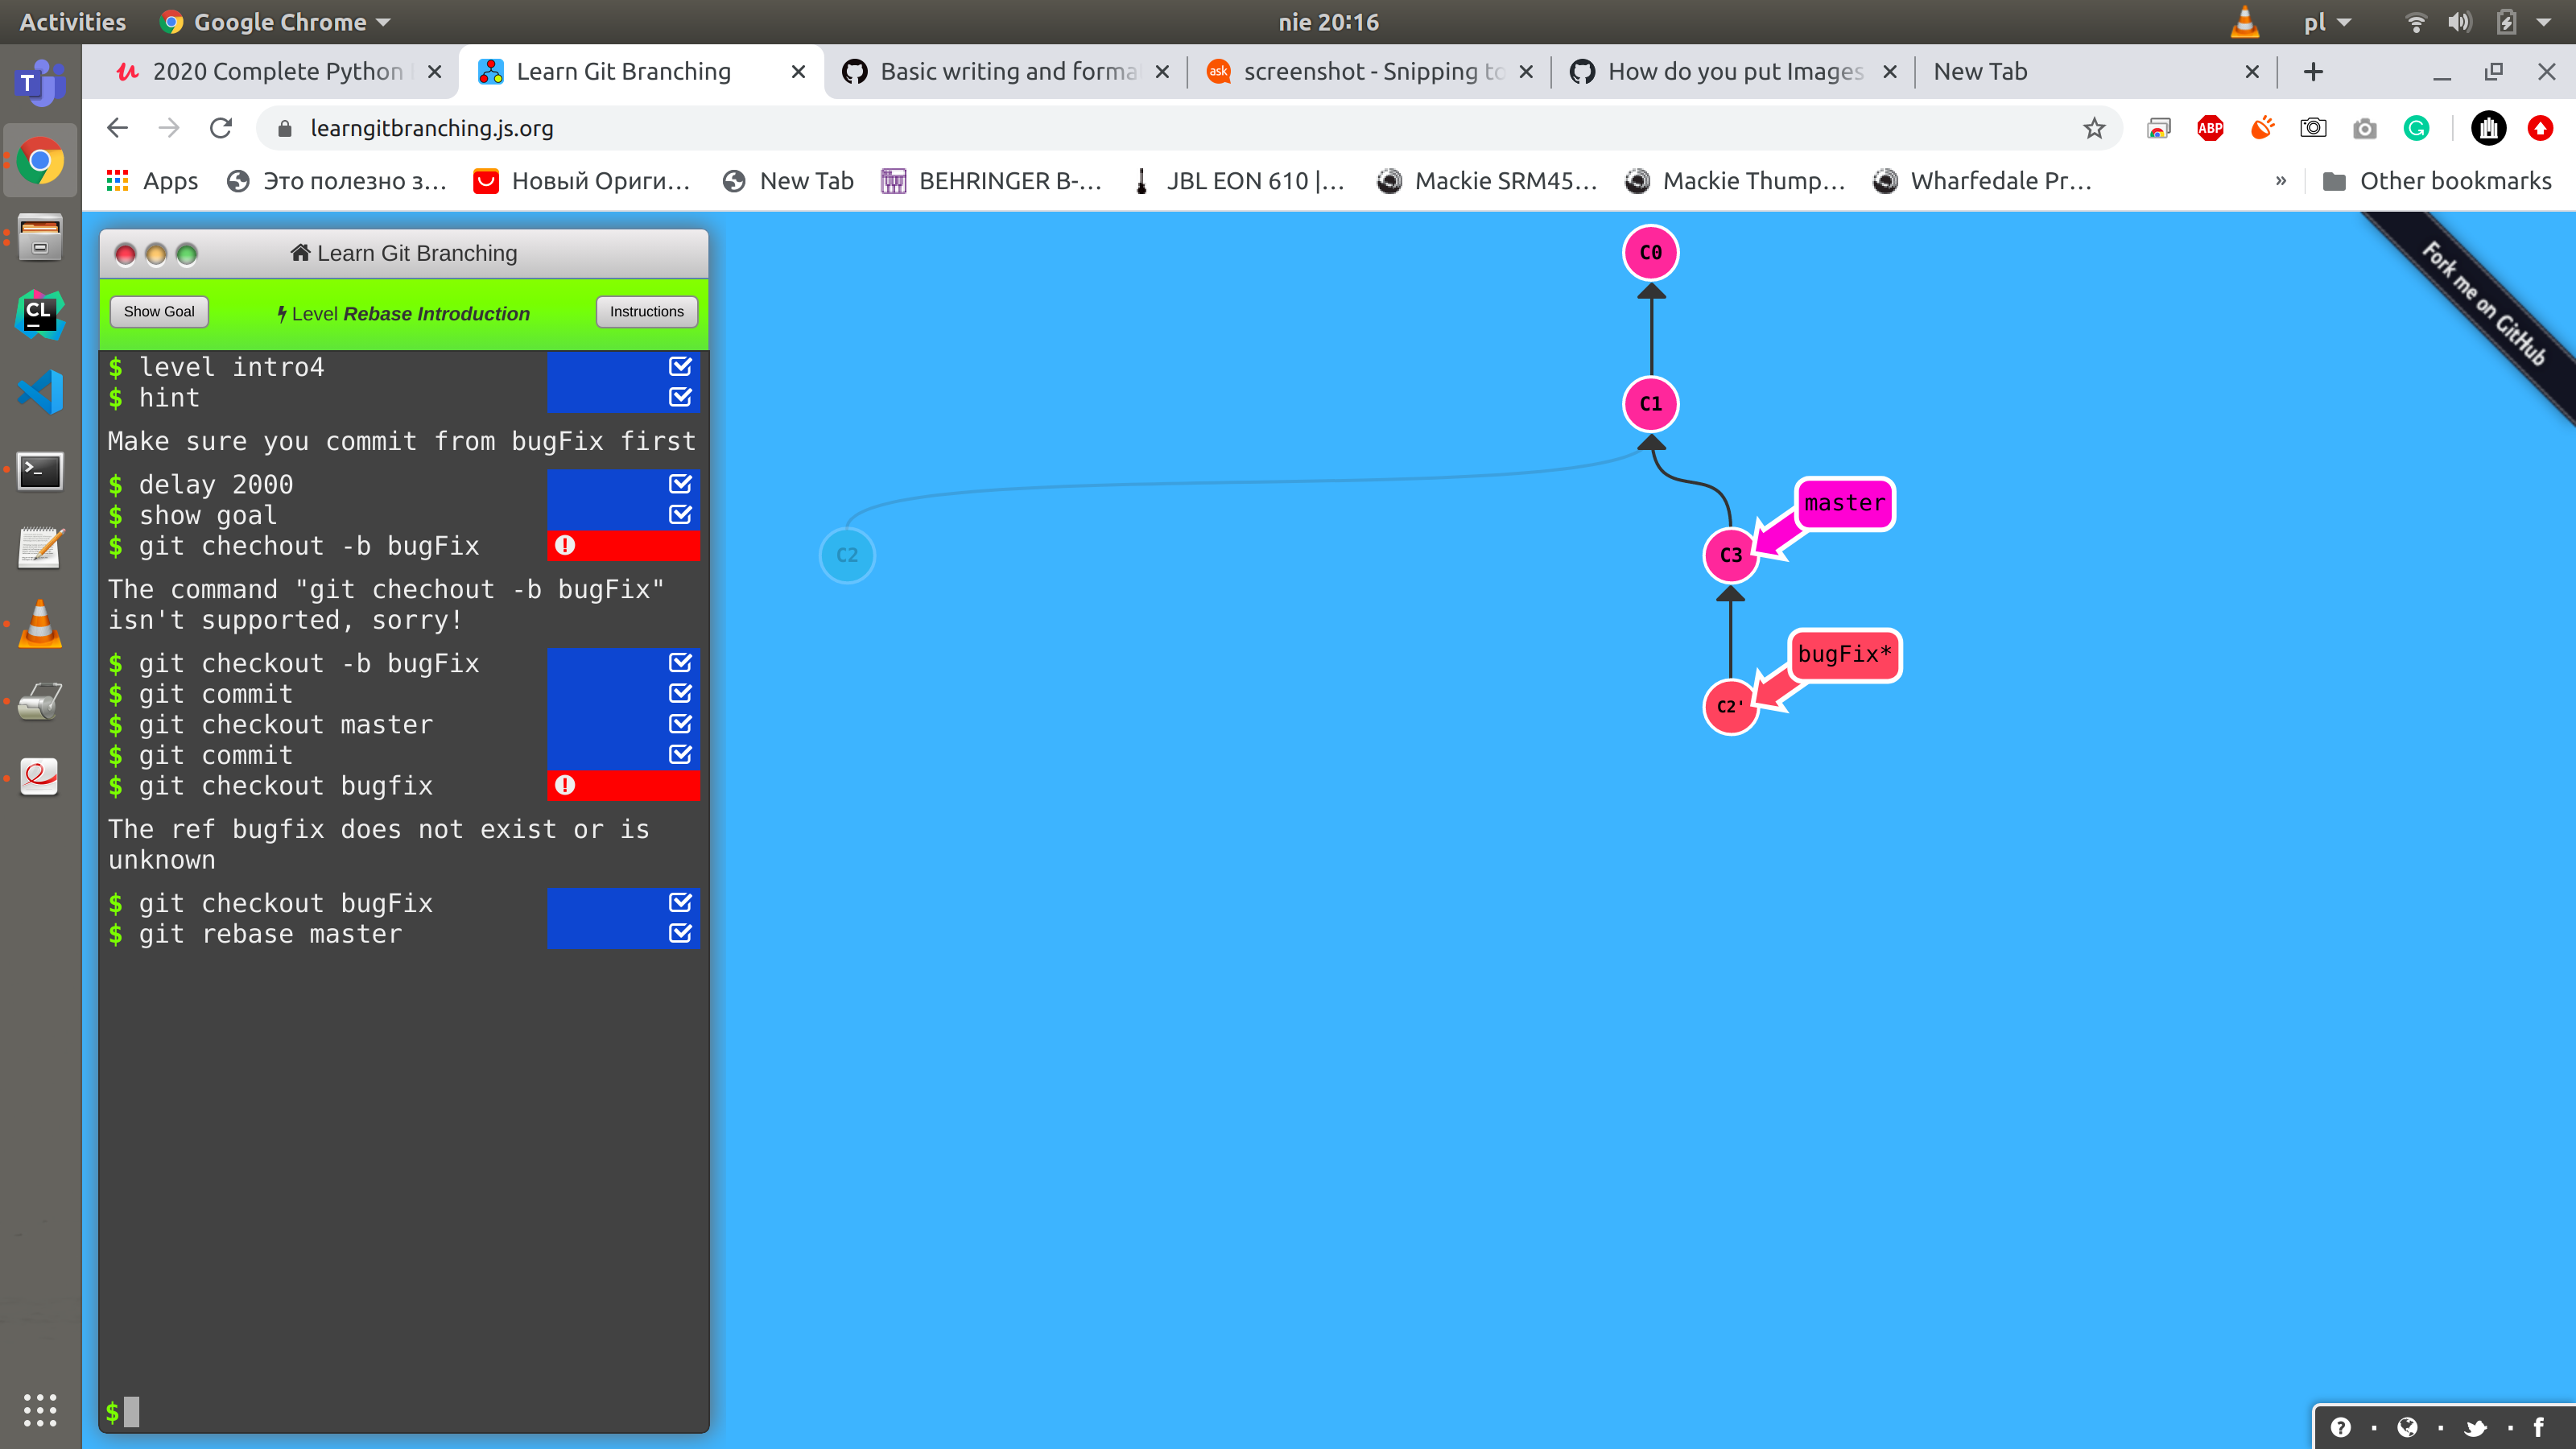 Activities Google Chrome nie 20:16 pl
2020 Complete Python Learn Git Branching Basic writing and forma screenshot - Snipping to How do you put Images New Tab
learngitbranching.js.org ABP
Apps Это полезно з... Новый Ориги... New Tab BEHRINGER B-... JBL EON 610 |... Mackie SRM45... Mackie Thump... Wharfedale Pr... » Other bookmarks
Learn Git Branching
Show Goal Level Rebase Introduction Instructions
$ level intro4
$ hint
Make sure you commit from bugFix first
$ delay 2000
$ show goal
$ git chechout -b bugFix
The command "git chechout -b bugFix"
isn't supported, sorry!
$ git checkout -b bugFix
$ git commit
$ git checkout master
$ git commit
$ git checkout bugfix
The ref bugfix does not exist or is
unknown
$ git checkout bugFix
$ git rebase master
$
C0
C1
master
C2
C3
bugFix*
C2'
Fork me on GitHub